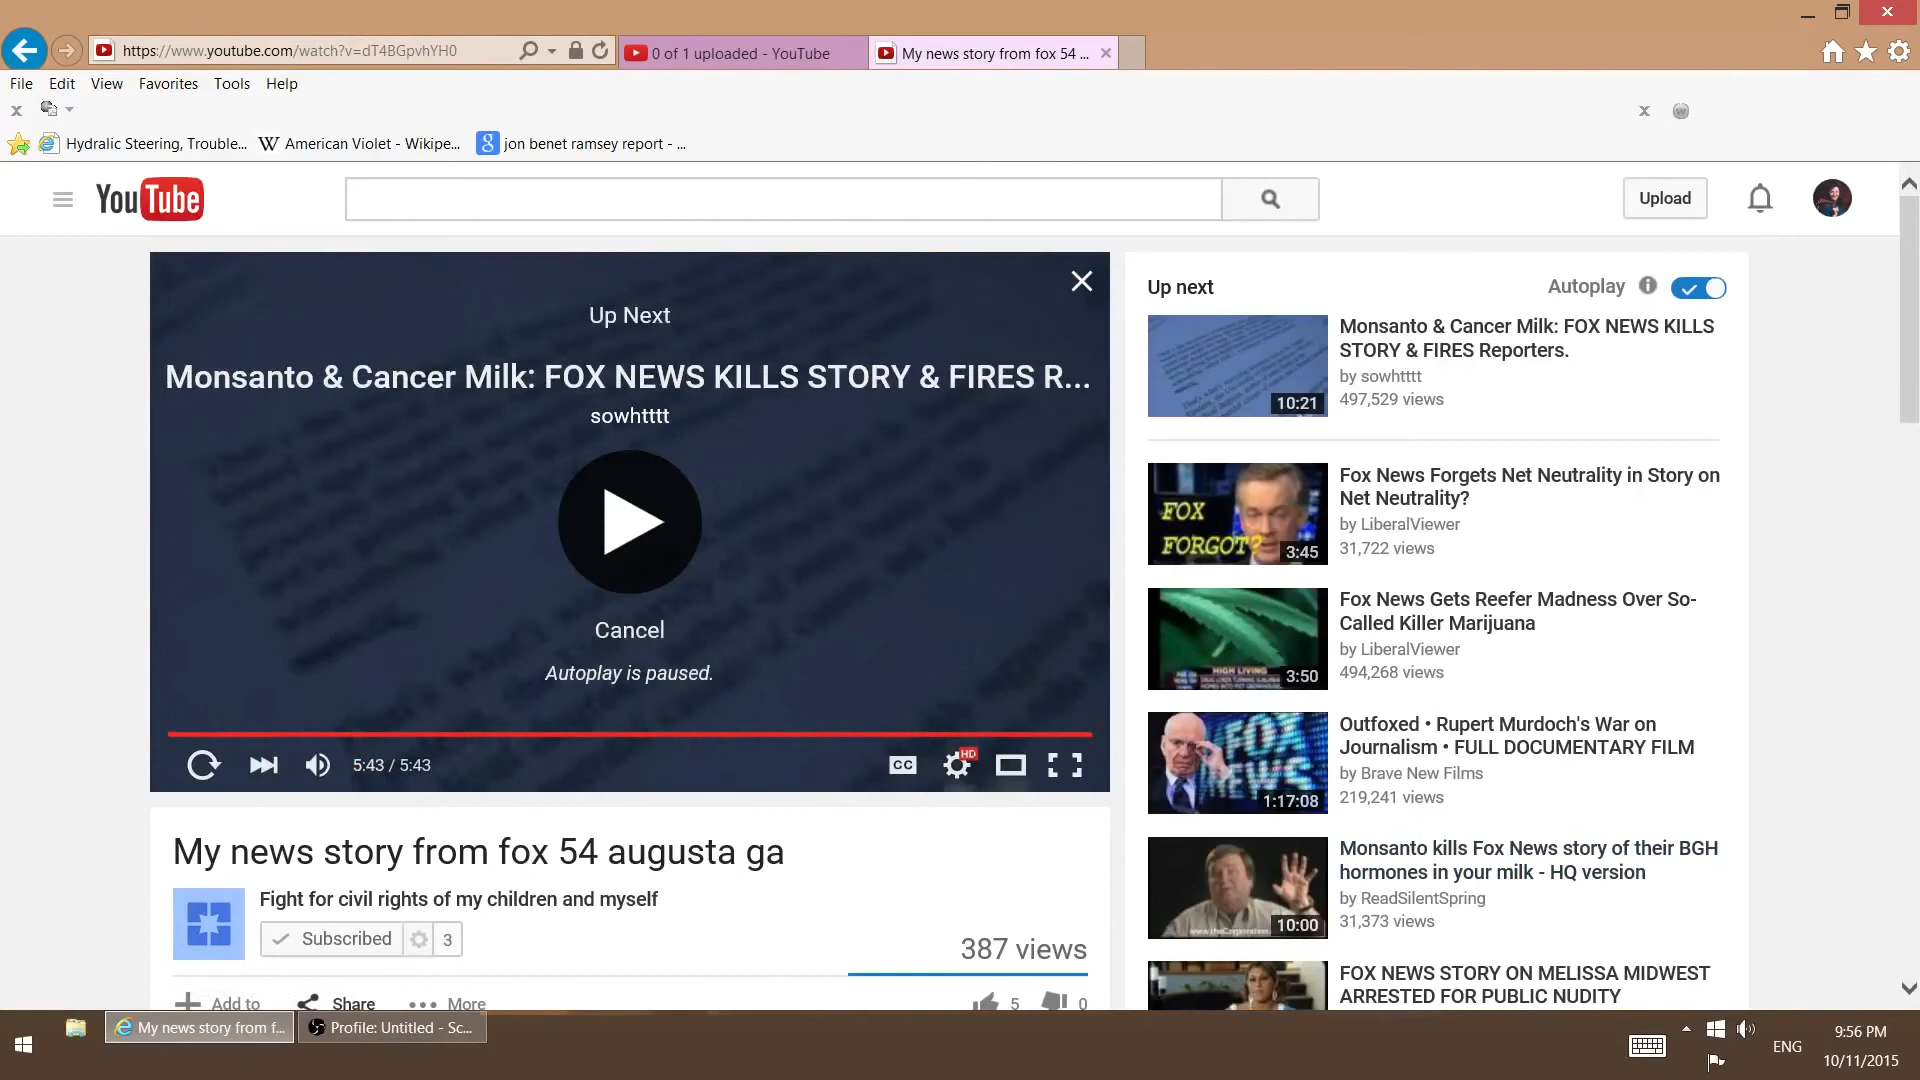 https://www.youtube.com/watch?v=dT4BGpvhYH0
0 of 1 uploaded - YouTube
My news story from fox 54 ...
File Edit View Favorites Tools Help
Hydralic Steering, Trouble...
American Violet - Wikipe...
jon benet ramsey report - ...
YouTube
Upload
Up Next
Monsanto & Cancer Milk: FOX NEWS KILLS STORY & FIRES R...
sowhtttt
Cancel
Autoplay is paused.
5:43 / 5:43
CC
HD
My news story from fox 54 augusta ga
Fight for civil rights of my children and myself
Subscribed 3
387 views
Add to Share More
5 0
Up next
Autoplay
Monsanto & Cancer Milk: FOX NEWS KILLS
STORY & FIRES Reporters.
by sowhtttt
497,529 views
10:21
Fox News Forgets Net Neutrality in Story on
Net Neutrality?
by LiberalViewer
31,722 views
FOX
FORGOT?
3:45
Fox News Gets Reefer Madness Over So-
Called Killer Marijuana
by LiberalViewer
494,268 views
HIGH LIVING
3:50
Outfoxed • Rupert Murdoch's War on
Journalism • FULL DOCUMENTARY FILM
by Brave New Films
219,241 views
FOX
NEWS
1:17:08
Monsanto kills Fox News story of their BGH
hormones in your milk - HQ version
by ReadSilentSpring
31,373 views
10:00
FOX NEWS STORY ON MELISSA MIDWEST
ARRESTED FOR PUBLIC NUDITY
My news story from f...
Profile: Untitled - Sc...
ENG
9:56 PM
10/11/2015